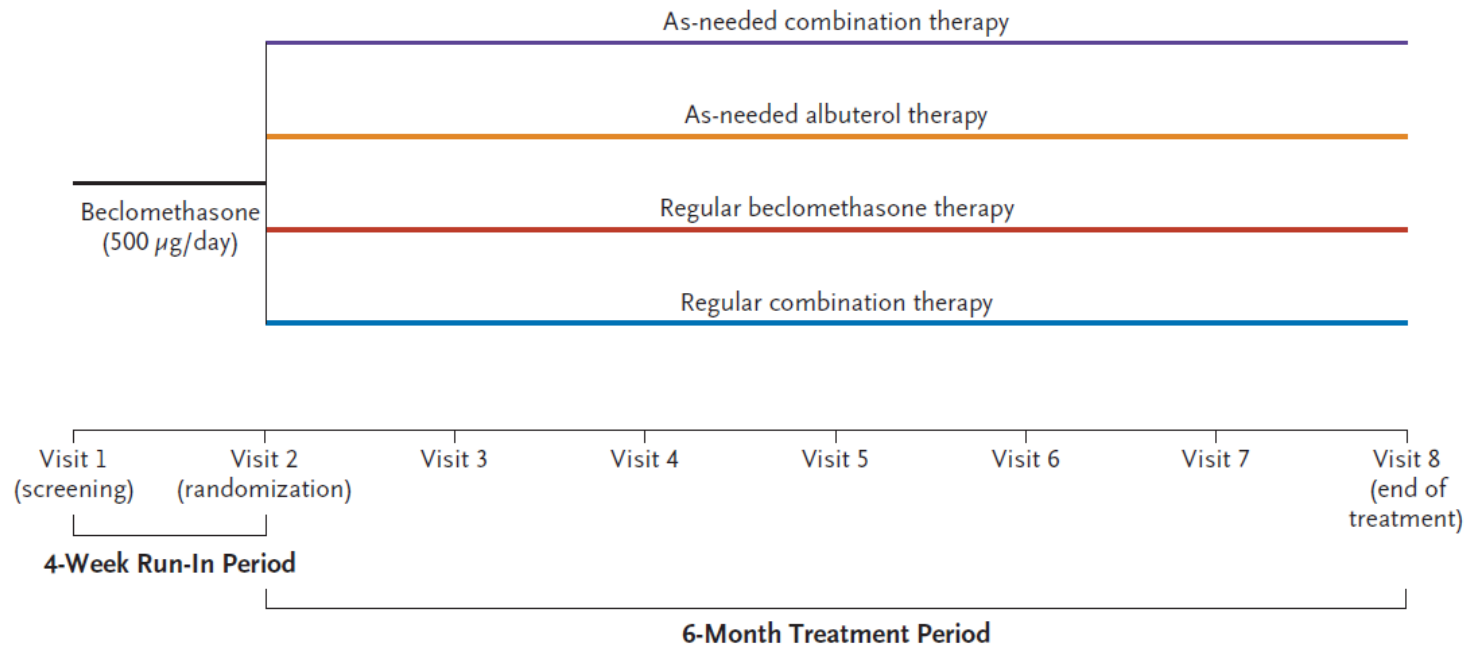 As-needed combination therapy
As-needed albuterol therapy
Beclomethasone
(500 µg/day)
Regular beclomethasone therapy
Regular combination therapy
Visit 1
(screening)
Visit 2
(randomization)
Visit 3
Visit 4
Visit 5
Visit 6
Visit 7
Visit 8
(end of
treatment)
4-Week Run-In Period
6-Month Treatment Period